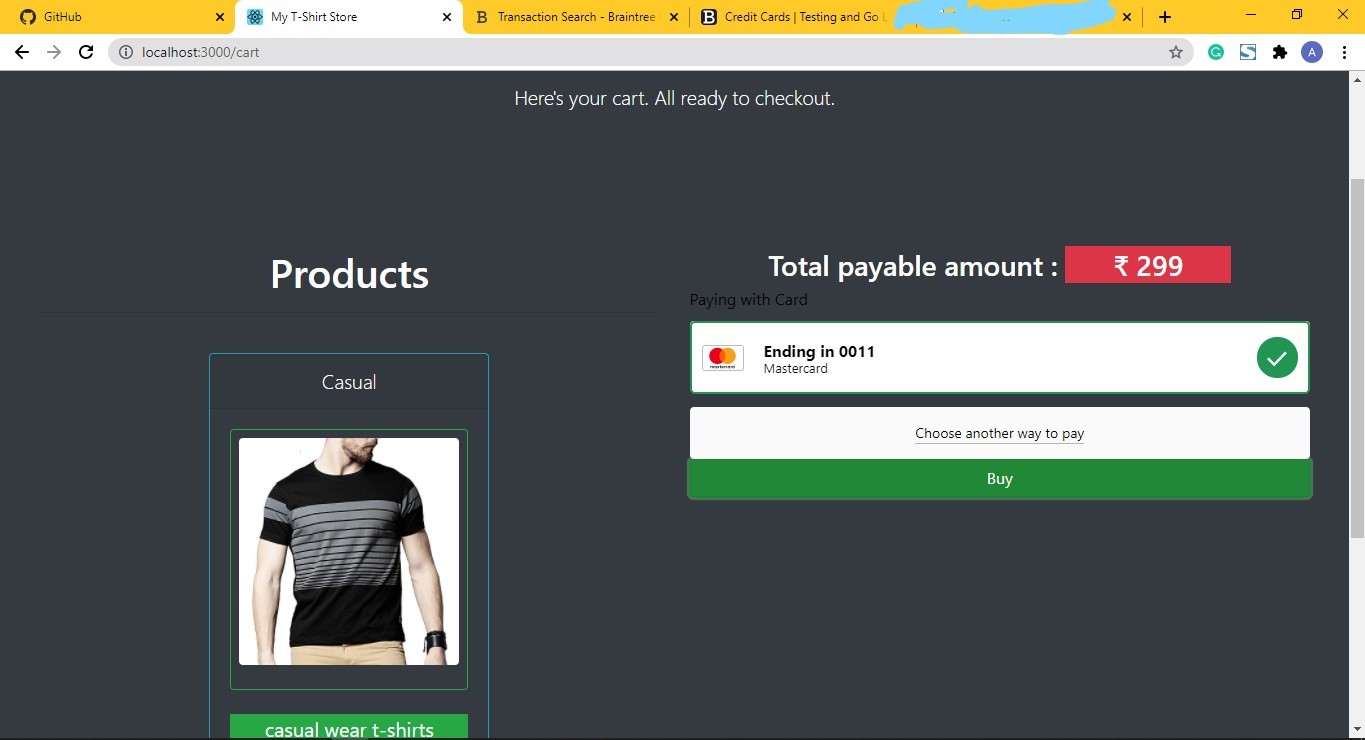 GitHub
My T-Shirt Store
Transaction Search - Braintree
Credit Cards | Testing and Go L
localhost:3000/cart
A
Here's your cart. All ready to checkout.
Products
Casual
casual wear t-shirts
Total payable amount : ₹ 299
Paying with Card
mastercard
Ending in 0011
Mastercard
Choose another way to pay
Buy